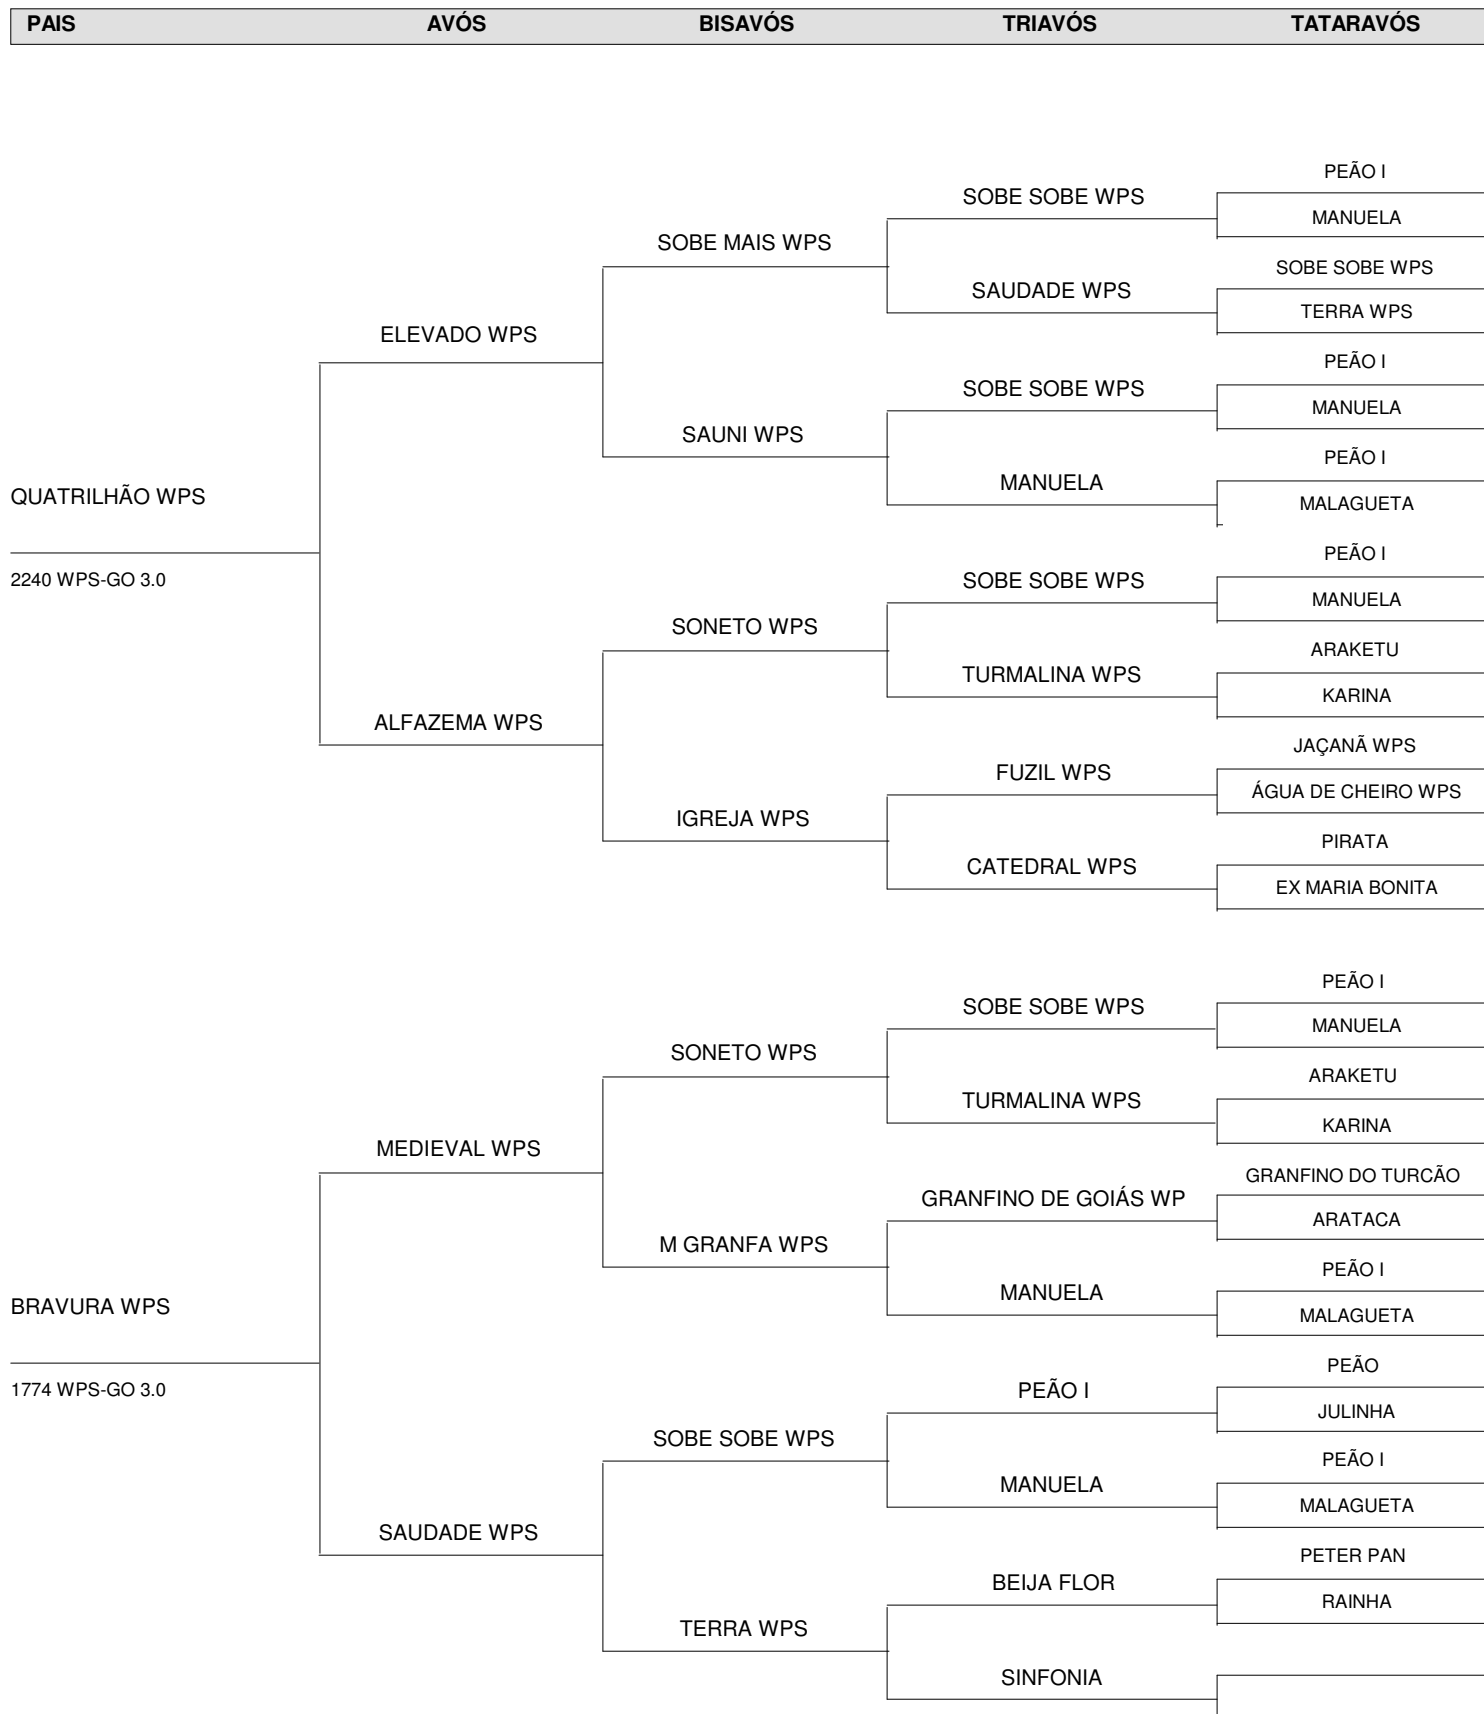 PAIS AVÓS BISAVÓS TRIAVÓS TATARAVÓS
PEÃO I
SOBE SOBE WPS
MANUELA
SOBE MAIS WPS
SOBE SOBE WPS
SAUDADE WPS
TERRA WPS
ELEVADO WPS
PEÃO I
SOBE SOBE WPS
MANUELA
SAUNI WPS
PEÃO I
MANUELA
QUATRILHÃO WPS
MALAGUETA
PEÃO I
2240 WPS-GO 3.0
SOBE SOBE WPS
MANUELA
SONETO WPS
ARAKETU
TURMALINA WPS
KARINA
ALFAZEMA WPS
JAÇANÃ WPS
FUZIL WPS
ÁGUA DE CHEIRO WPS
IGREJA WPS
PIRATA
CATEDRAL WPS
EX MARIA BONITA
PEÃO I
SOBE SOBE WPS
MANUELA
SONETO WPS
ARAKETU
TURMALINA WPS
KARINA
MEDIEVAL WPS
GRANFINO DO TURCÃO
GRANFINO DE GOIÁS WP
ARATACA
M GRANFA WPS
PEÃO I
MANUELA
BRAVURA WPS
MALAGUETA
PEÃO
1774 WPS-GO 3.0
PEÃO I
JULINHA
SOBE SOBE WPS
PEÃO I
MANUELA
MALAGUETA
SAUDADE WPS
PETER PAN
BEIJA FLOR
RAINHA
TERRA WPS
SINFONIA